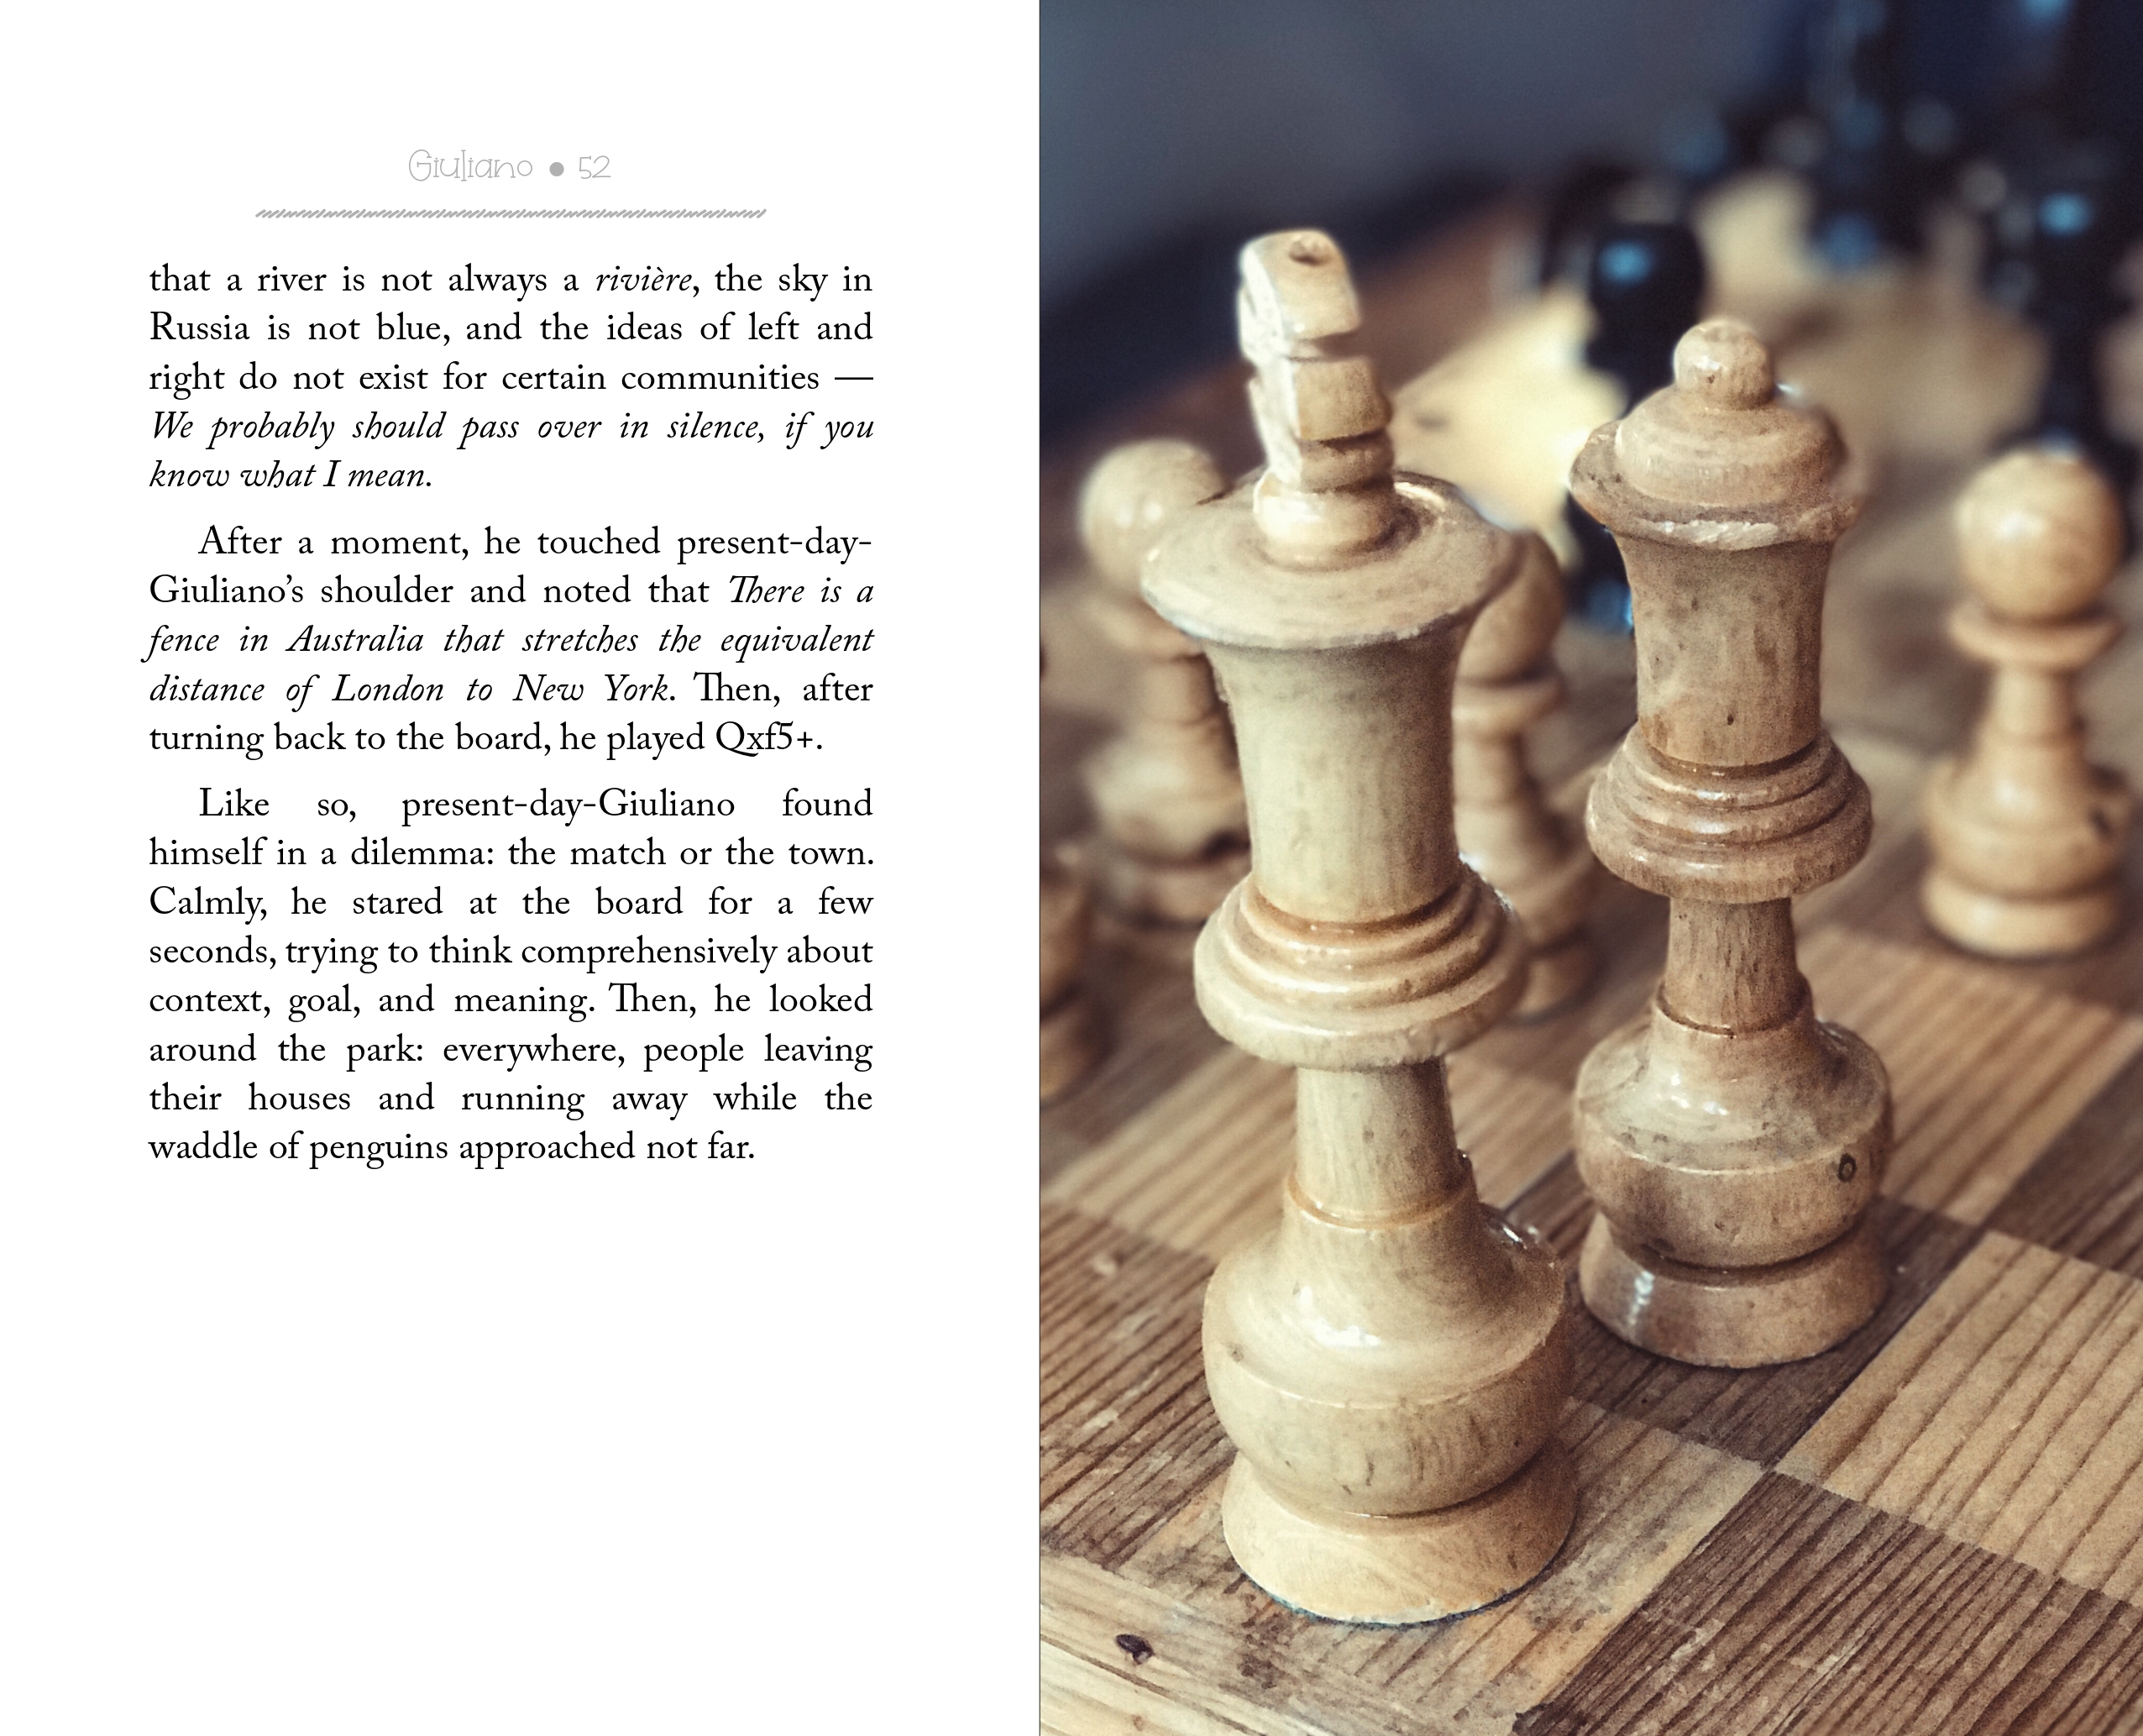 Giuliano • 52
that a river is not always a rivière, the sky in
Russia is not blue, and the ideas of left and
right do not exist for certain communities —
We probably should pass over in silence, if you
know what I mean.
After a moment, he touched present-day-
Giuliano’s shoulder and noted that There is a
fence in Australia that stretches the equivalent
distance of London to New York. Then, after
turning back to the board, he played Qxf5+.
Like so, present-day-Giuliano found
himself in a dilemma: the match or the town.
Calmly, he stared at the board for a few
seconds, trying to think comprehensively about
context, goal, and meaning. Then, he looked
around the park: everywhere, people leaving
their houses and running away while the
waddle of penguins approached not far.